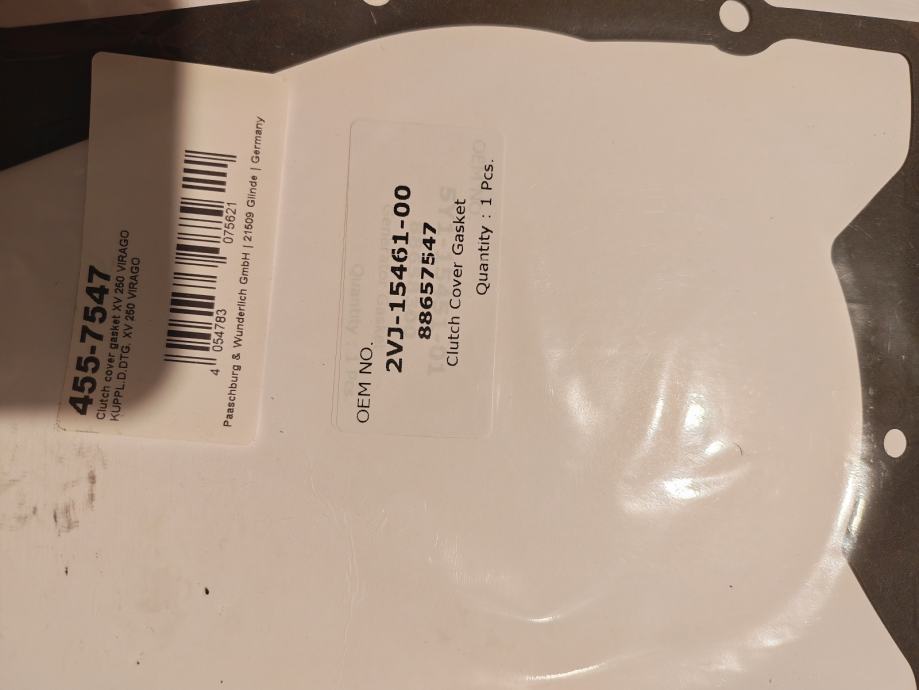 455-7547
Clutch cover gasket XV 250 VIRAGO
KUPPL.D.DTG. XV 250 VIRAGO
4 054783 075621
Paaschburg & Wunderlich GmbH | 21509 Glinde | Germany
OEM NO.
2VJ-15461-00
88657547
Clutch Cover Gasket
Quantity : 1 Pcs.